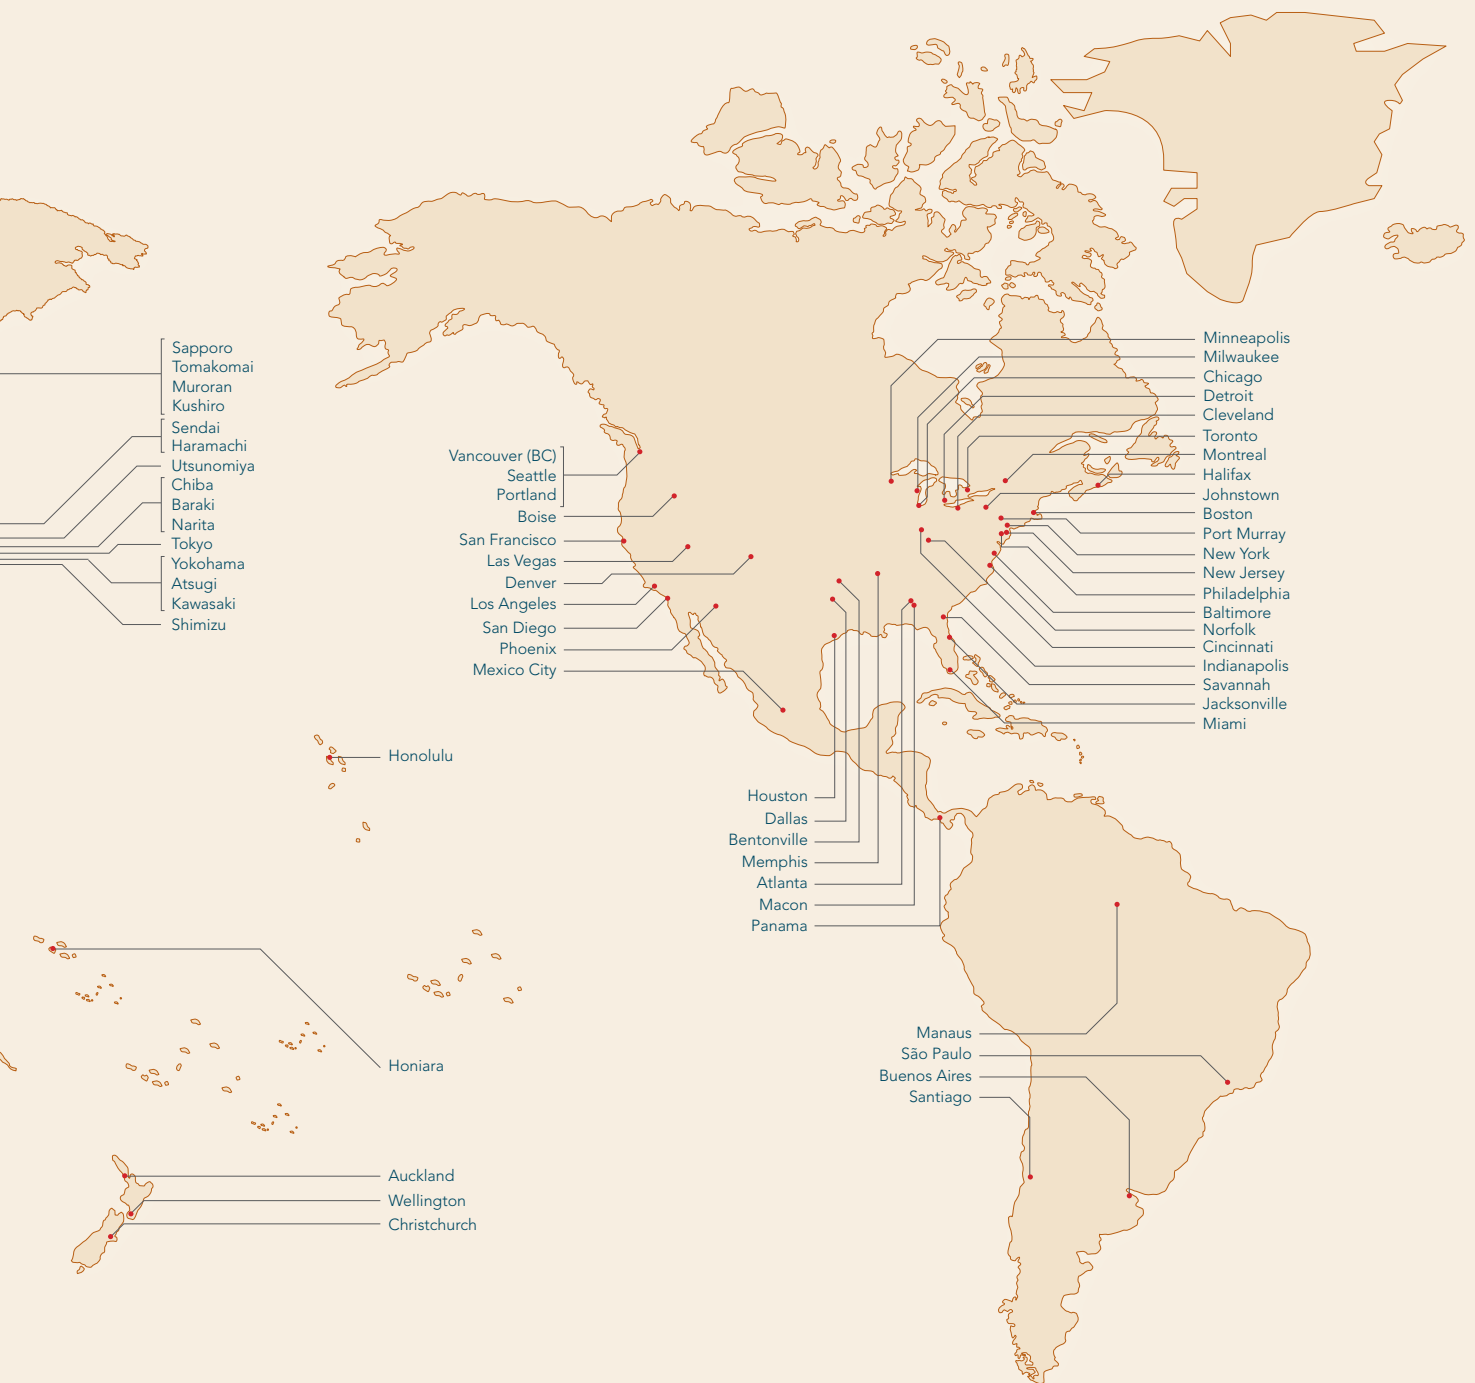 Sapporo
Tomakomai
Muroran
Kushiro
Sendai
Haramachi
Utsunomiya
Chiba
Baraki
Narita
Tokyo
Yokohama
Atsugi
Kawasaki
Shimizu
Vancouver (BC)
Seattle
Portland
Boise
San Francisco
Las Vegas
Denver
Los Angeles
San Diego
Phoenix
Mexico City
Minneapolis
Milwaukee
Chicago
Detroit
Cleveland
Toronto
Montreal
Halifax
Johnstown
Boston
Port Murray
New York
New Jersey
Philadelphia
Baltimore
Norfolk
Cincinnati
Indianapolis
Savannah
Jacksonville
Miami
Honolulu
Houston
Dallas
Bentonville
Memphis
Atlanta
Macon
Panama
Honiara
Manaus
São Paulo
Buenos Aires
Santiago
Auckland
Wellington
Christchurch